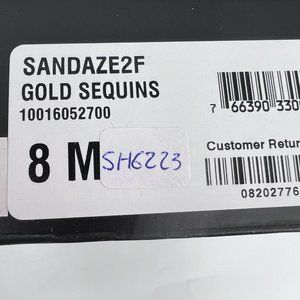 SANDAZE2F
GOLD SEQUINS
10016052700
7 66390 330
8 M
SH6223
Customer Retur
08202776